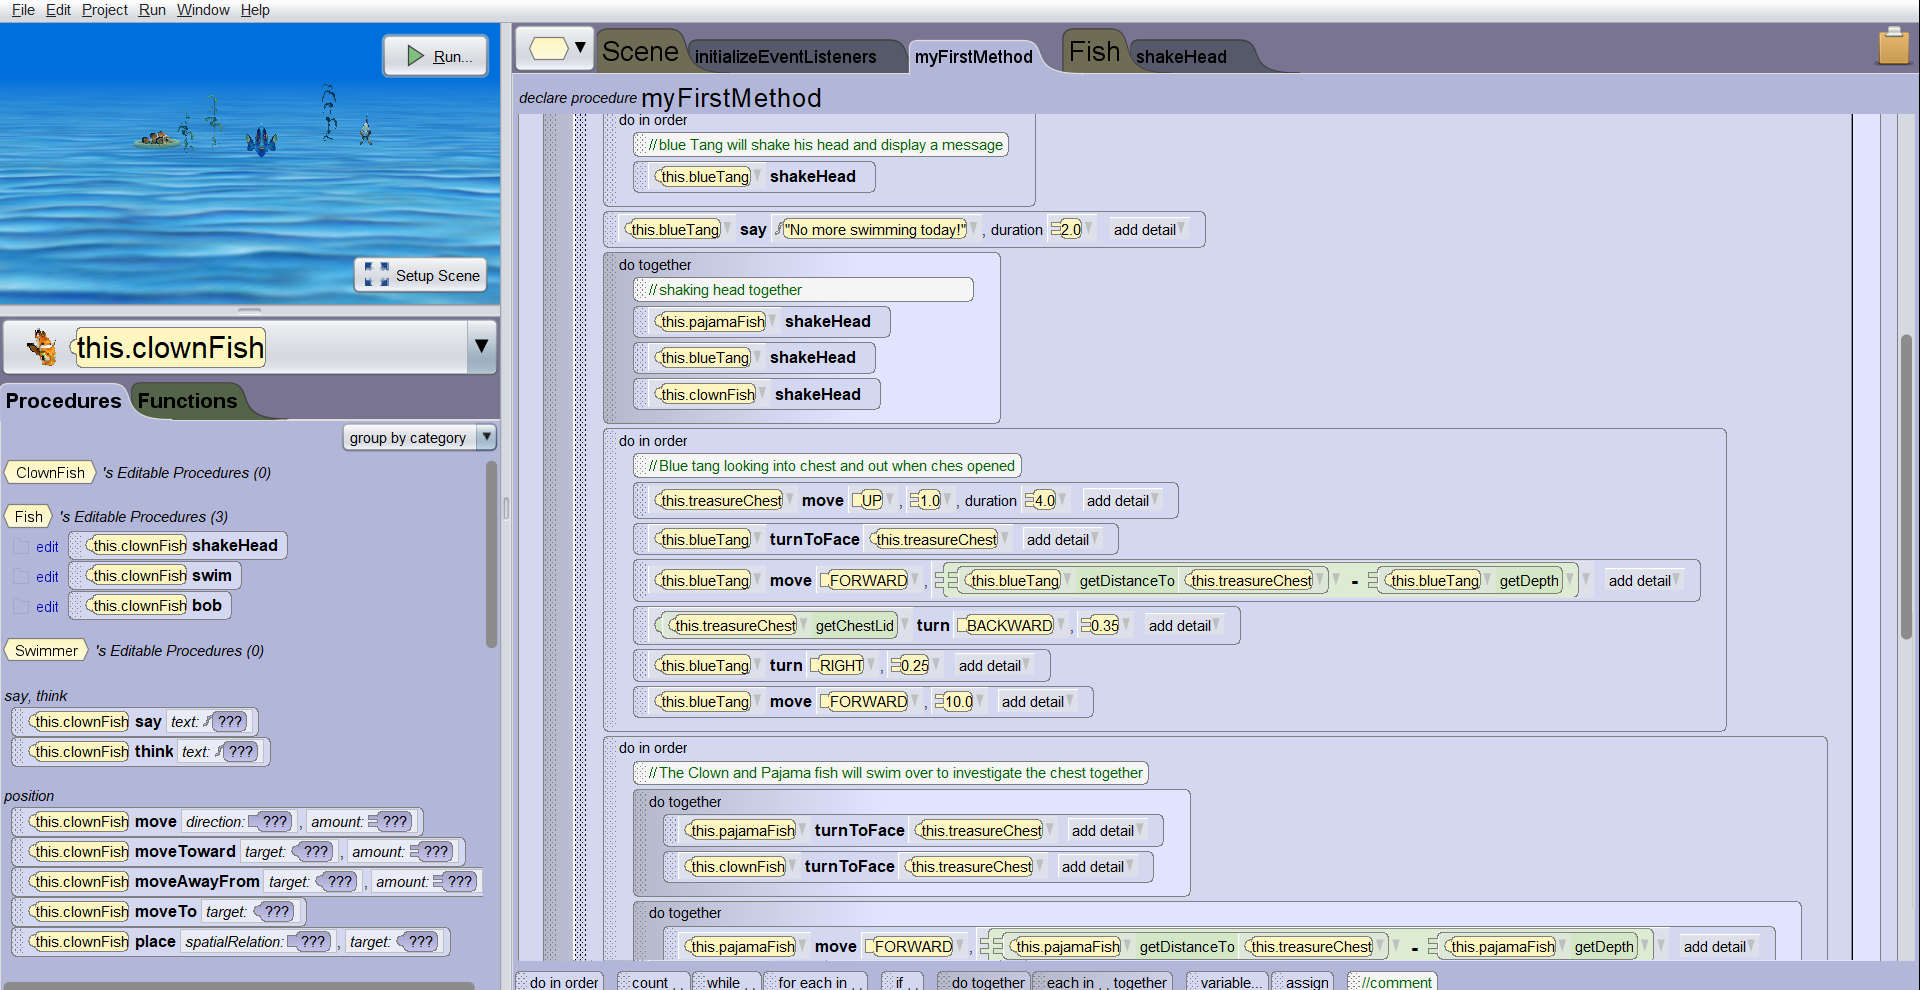 File Edit Project Run Window Help
Run...
Setup Scene
this.clownFish
Procedures Functions
group by category
ClownFish 's Editable Procedures (0)
Fish 's Editable Procedures (3)
edit this.clownFish shakeHead
edit this.clownFish swim
edit this.clownFish bob
Swimmer 's Editable Procedures (0)
say, think
this.clownFish say text: ???
this.clownFish think text: ???
position
this.clownFish move direction: ??? , amount: ???
this.clownFish moveToward target: ??? , amount: ???
this.clownFish moveAwayFrom target: ??? , amount: ???
this.clownFish moveTo target: ???
this.clownFish place spatialRelation: ??? , target: ???
Scene initializeEventListeners myFirstMethod Fish shakeHead
declare procedure myFirstMethod
do in order
//blue Tang will shake his head and display a message
this.blueTang shakeHead
this.blueTang say "No more swimming today!" , duration 2.0 add detail
do together
//shaking head together
this.pajamaFish shakeHead
this.blueTang shakeHead
this.clownFish shakeHead
do in order
//Blue tang looking into chest and out when ches opened
this.treasureChest move UP , 1.0 , duration 4.0 add detail
this.blueTang turnToFace this.treasureChest add detail
this.blueTang move FORWARD , this.blueTang getDistanceTo this.treasureChest - this.blueTang getDepth add detail
this.treasureChest getChestLid turn BACKWARD , 0.35 add detail
this.blueTang turn RIGHT , 0.25 add detail
this.blueTang move FORWARD , 10.0 add detail
do in order
//The Clown and Pajama fish will swim over to investigate the chest together
do together
this.pajamaFish turnToFace this.treasureChest add detail
this.clownFish turnToFace this.treasureChest add detail
do together
this.pajamaFish move FORWARD , this.pajamaFish getDistanceTo this.treasureChest - this.pajamaFish getDepth add detail
do in order count while for each in if do together each in together variable... assign //comment